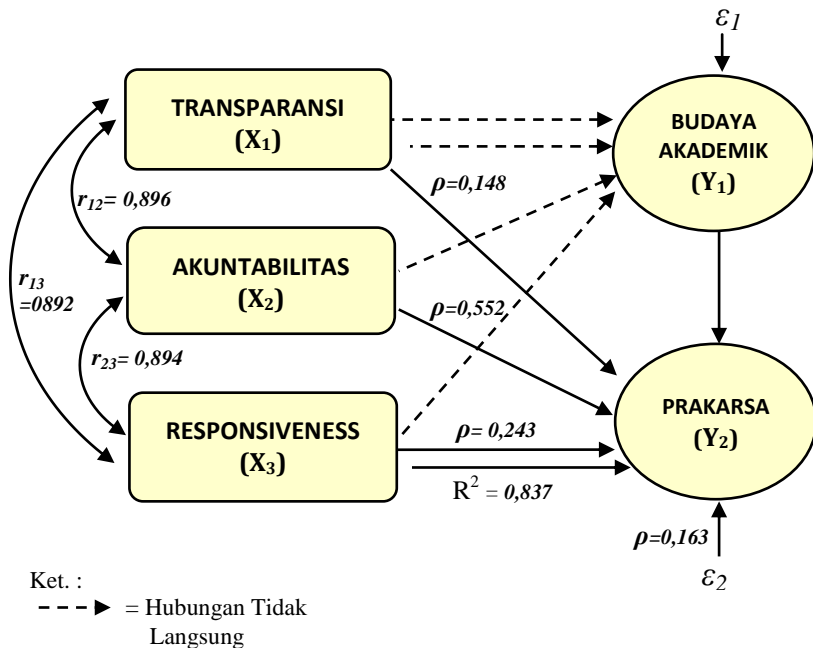 ε1
TRANSPARANSI
(X1)
BUDAYA
AKADEMIK
(Y1)
ρ=0,148
r12= 0,896
AKUNTABILITAS
(X2)
r13
=0892
ρ=0,552
r23= 0,894
RESPONSIVENESS
(X3)
ρ= 0,243
R2 = 0,837
PRAKARSA
(Y2)
ρ=0,163
ε2
Ket. :
= Hubungan Tidak
Langsung